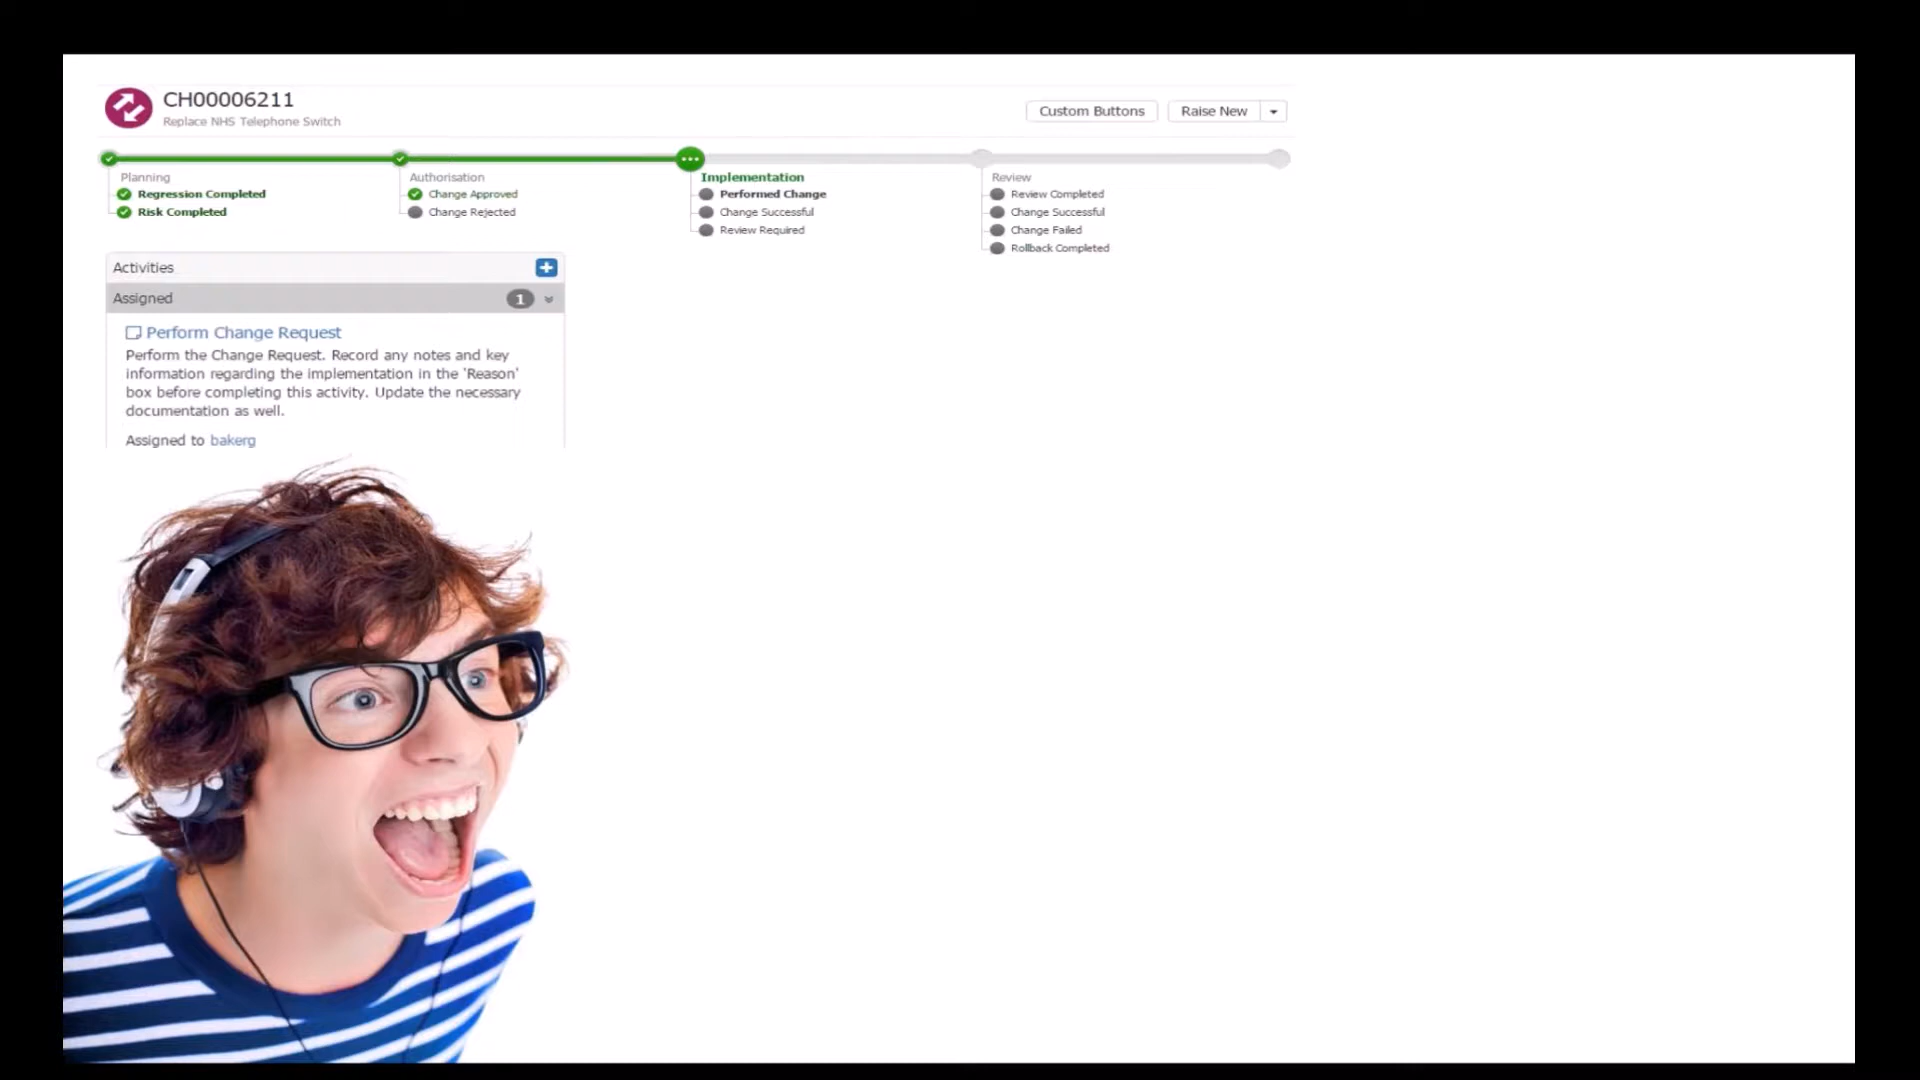 CH00006211
Replace NHS Telephone Switch
Custom Buttons
Raise New
Planning
Regression Completed
Risk Completed
Authorisation
Change Approved
Change Rejected
Implementation
Performed Change
Change Successful
Review Required
Review
Review Completed
Change Successful
Change Failed
Rollback Completed
Activities
Assigned 1
Perform Change Request
Perform the Change Request. Record any notes and key
information regarding the implementation in the 'Reason'
box before completing this activity. Update the necessary
documentation as well.
Assigned to bakerg